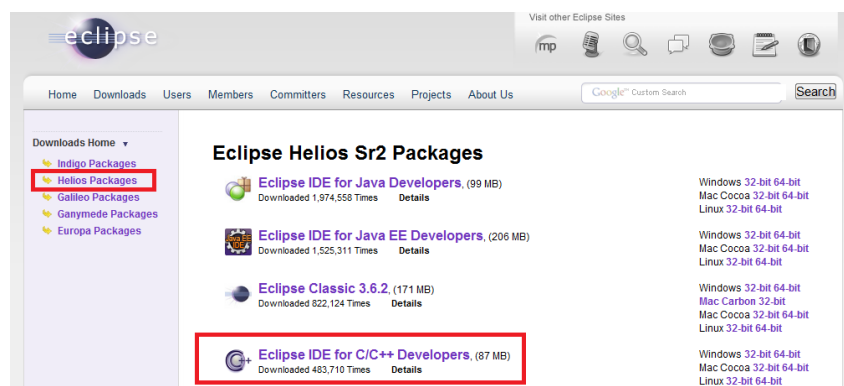 Visit other Eclipse Sites
eclipse
mp
Home Downloads Users Members Committers Resources Projects About Us
Google™ Custom Search
Search
Downloads Home
Indigo Packages
Helios Packages
Galileo Packages
Ganymede Packages
Europa Packages
Eclipse Helios Sr2 Packages
Eclipse IDE for Java Developers, (99 MB)
Downloaded 1,974,558 Times Details
Windows 32-bit 64-bit
Mac Cocoa 32-bit 64-bit
Linux 32-bit 64-bit
Java EE
IDE
Eclipse IDE for Java EE Developers, (206 MB)
Downloaded 1,525,311 Times Details
Windows 32-bit 64-bit
Mac Cocoa 32-bit 64-bit
Linux 32-bit 64-bit
Eclipse Classic 3.6.2, (171 MB)
Downloaded 822,124 Times Details
Windows 32-bit 64-bit
Mac Carbon 32-bit
Mac Cocoa 32-bit 64-bit
Linux 32-bit 64-bit
C++
Eclipse IDE for C/C++ Developers, (87 MB)
Downloaded 483,710 Times Details
Windows 32-bit 64-bit
Mac Cocoa 32-bit 64-bit
Linux 32-bit 64-bit